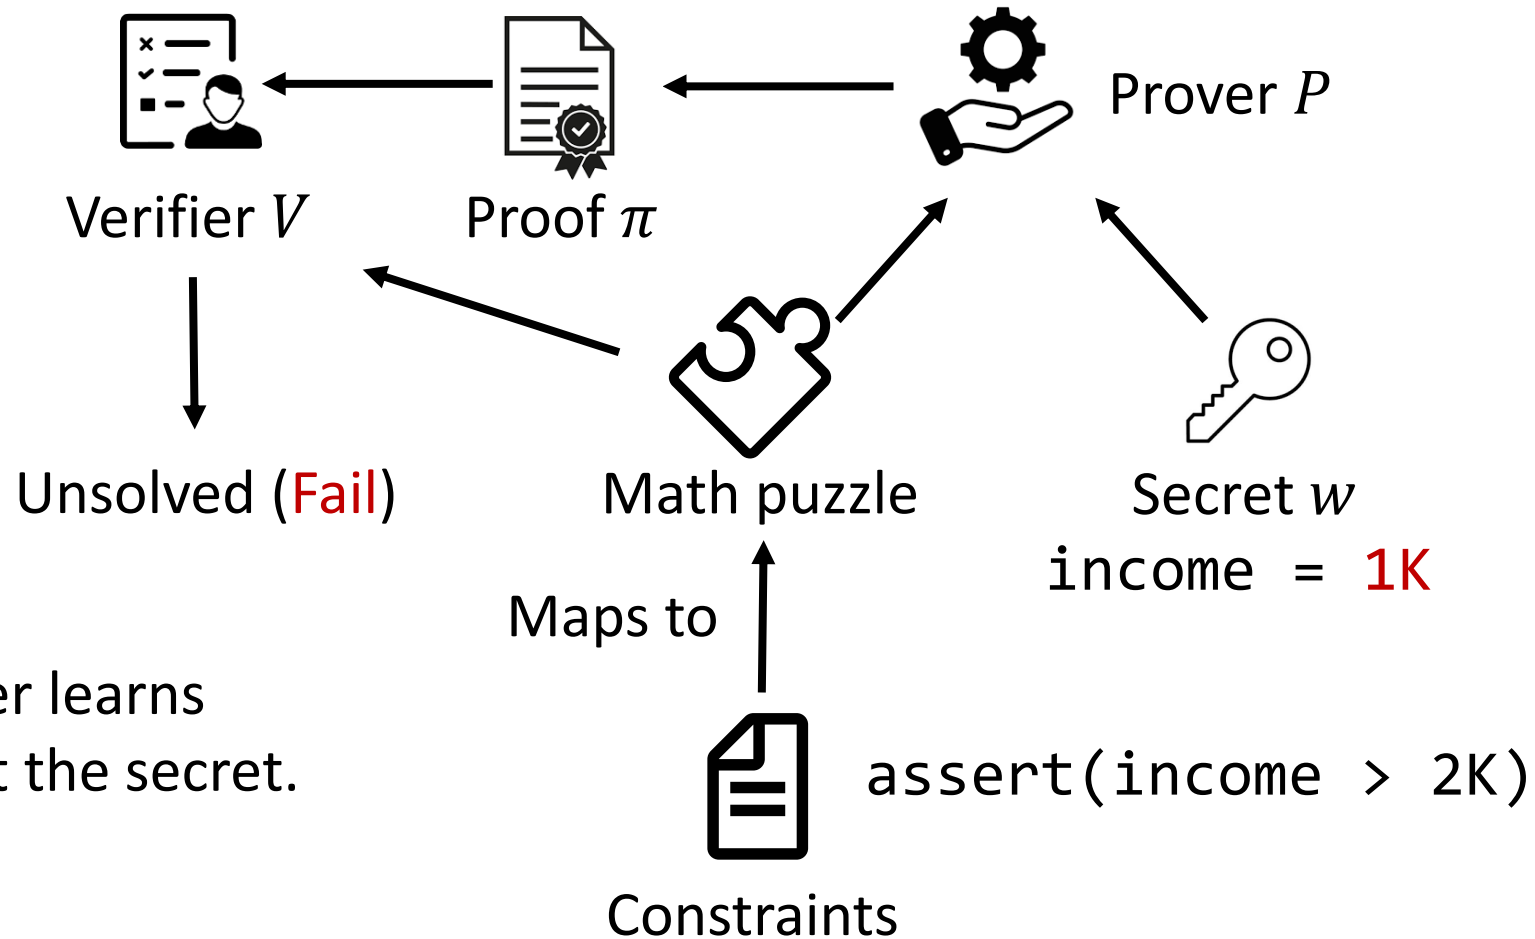 Prover P
Verifier V
Proof π
Unsolved (Fail)
Math puzzle
Secret w
income = 1K
Maps to
learns
the secret.
assert(income > 2K)
Constraints